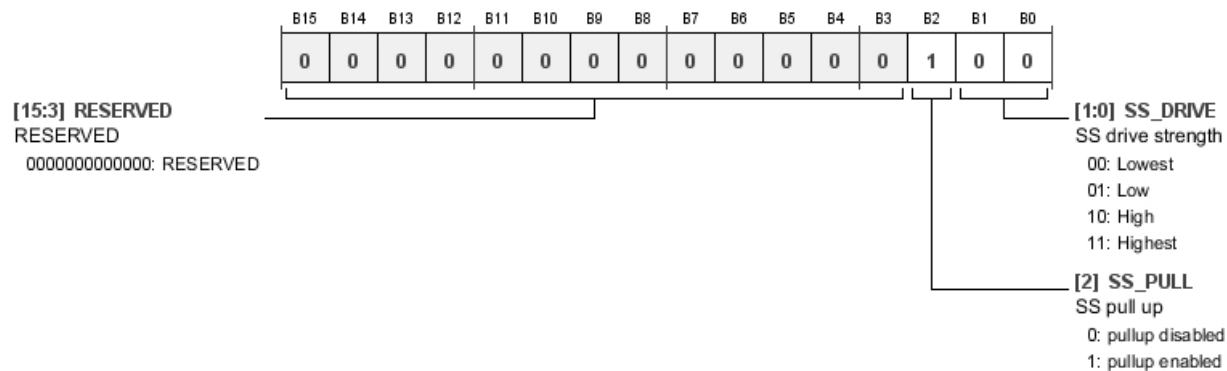 B15 B14 B13 B12 B11 B10 B9 B8 B7 B6 B5 B4 B3 B2 B1 B0
0 0 0 0 0 0 0 0 0 0 0 0 0 1 0 0
[15:3] RESERVED
RESERVED
0000000000000: RESERVED
[1:0] SS_DRIVE
SS drive strength
00: Lowest
01: Low
10: High
11: Highest
[2] SS_PULL
SS pull up
0: pullup disabled
1: pullup enabled